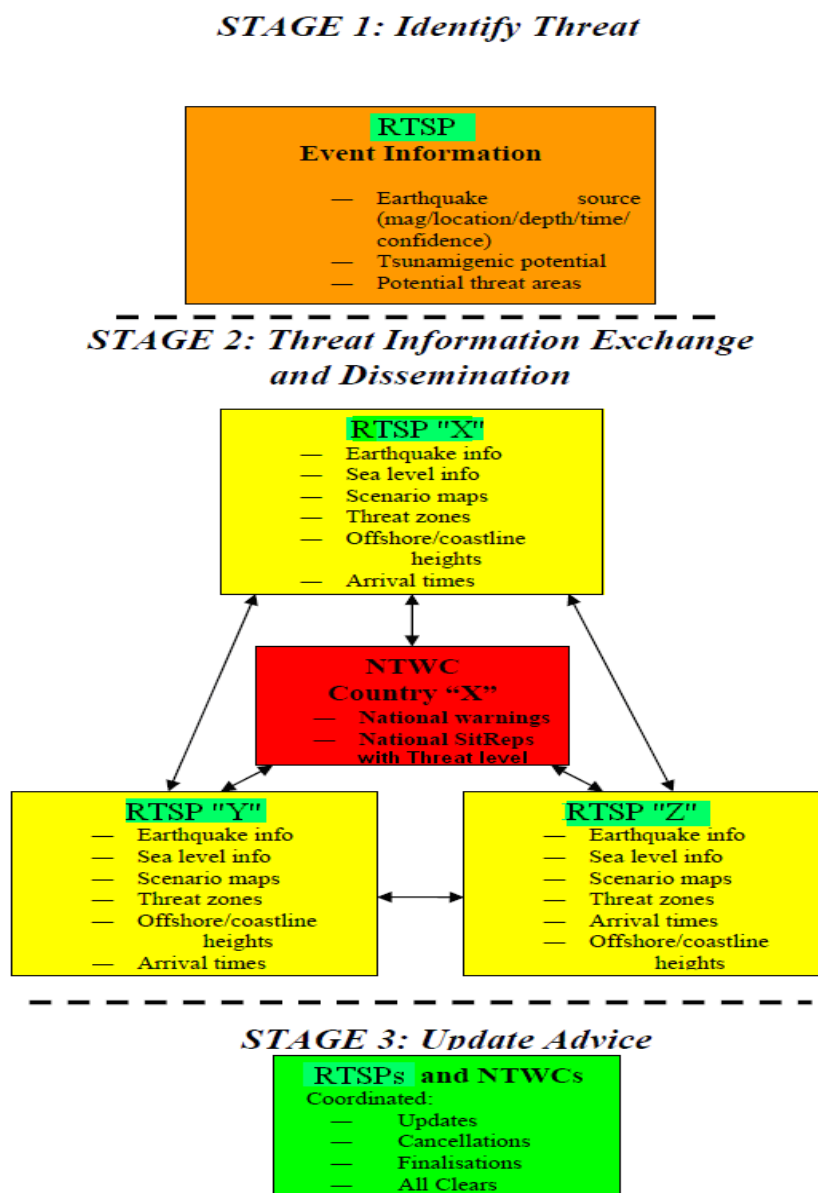 STAGE 1: Identify Threat
RTSP
Event Information
— Earthquake source
(mag/location/depth/time/
confidence)
— Tsunamigenic potential
— Potential threat areas
STAGE 2: Threat Information Exchange
and Dissemination
RTSP "X"
— Earthquake info
— Sea level info
— Scenario maps
— Threat zones
— Offshore/coastline
heights
— Arrival times
NTWC
Country “X”
— National warnings
— National SitReps
with Threat level
RTSP "Y"
— Earthquake info
— Sea level info
— Scenario maps
— Threat zones
— Offshore/coastline
heights
— Arrival times
RTSP "Z"
— Earthquake info
— Sea level info
— Scenario maps
— Threat zones
— Arrival times
— Offshore/coastline
heights
STAGE 3: Update Advice
RTSPs and NTWCs
Coordinated:
— Updates
— Cancellations
— Finalisations
— All Clears